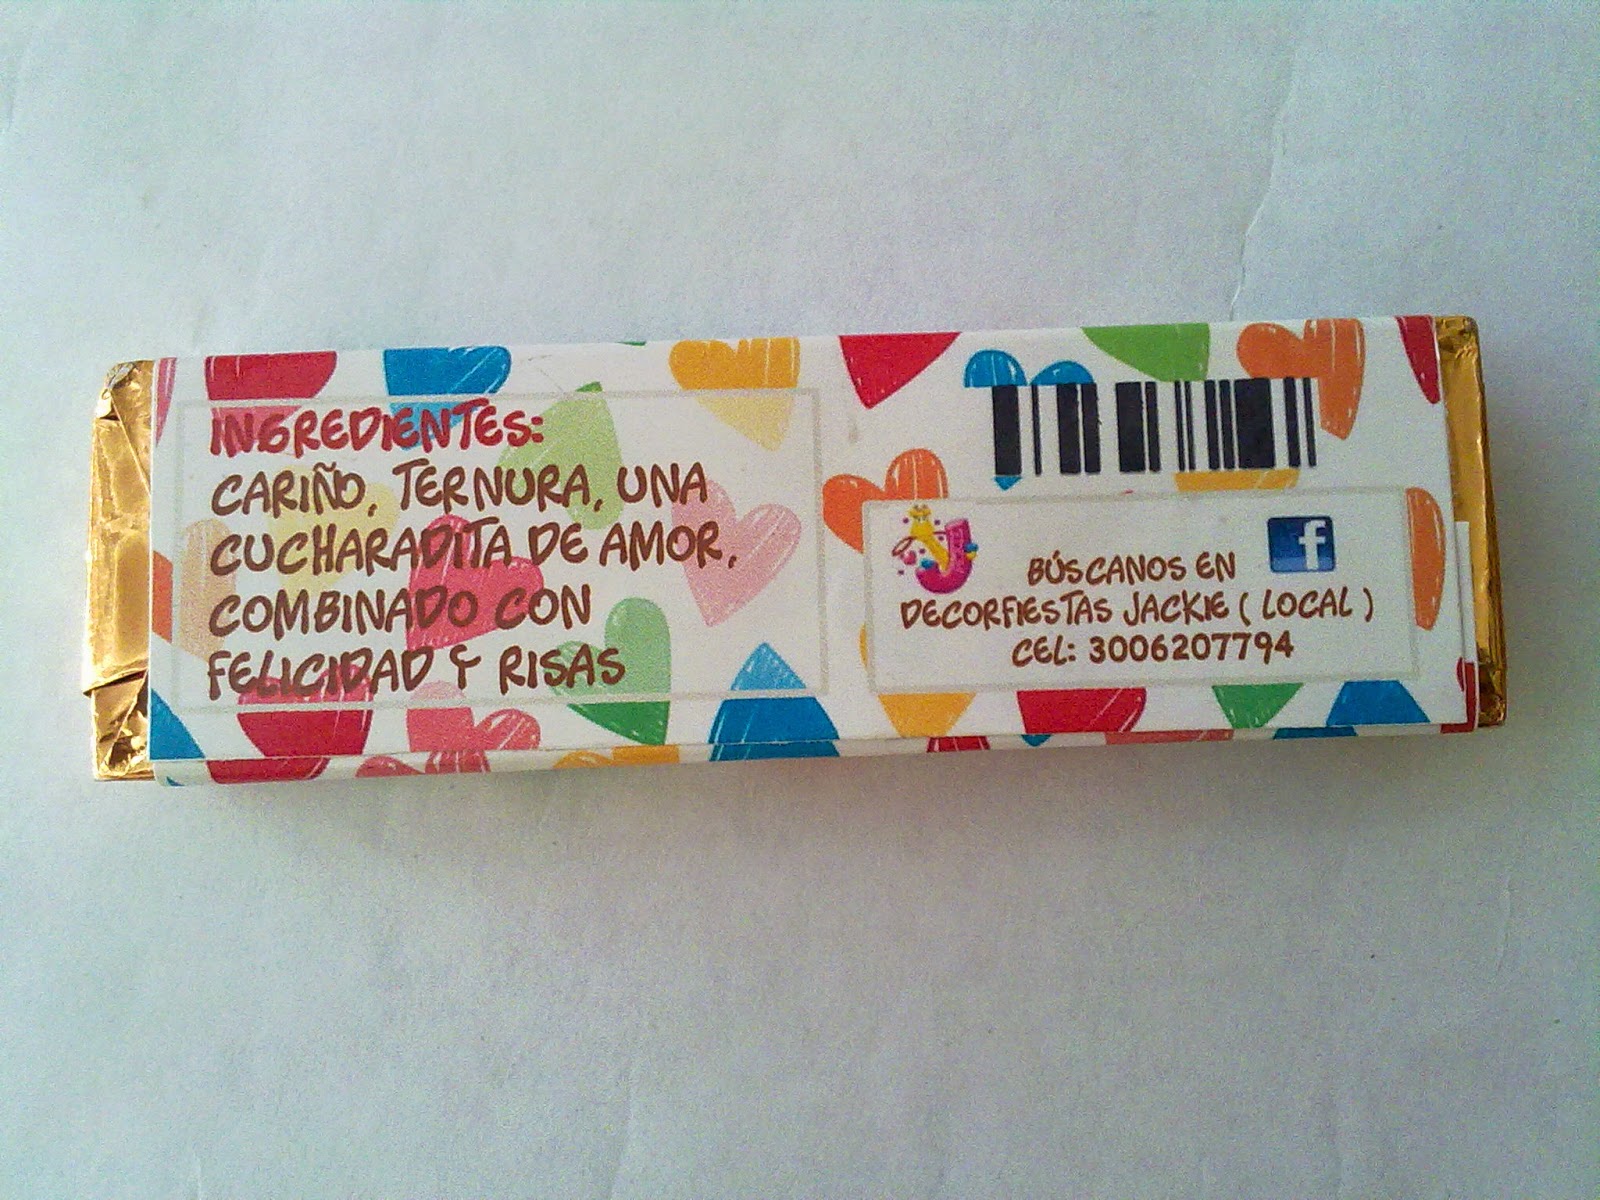 INGREDIENTES:
CARIÑO, TERNURA, UNA
CUCHARADITA DE AMOR,
COMBINADO CON
FELICIDAD Y RISAS
J
BÚSCANOS EN f
DECORFIESTAS JACKIE ( LOCAL )
CEL: 3006207794